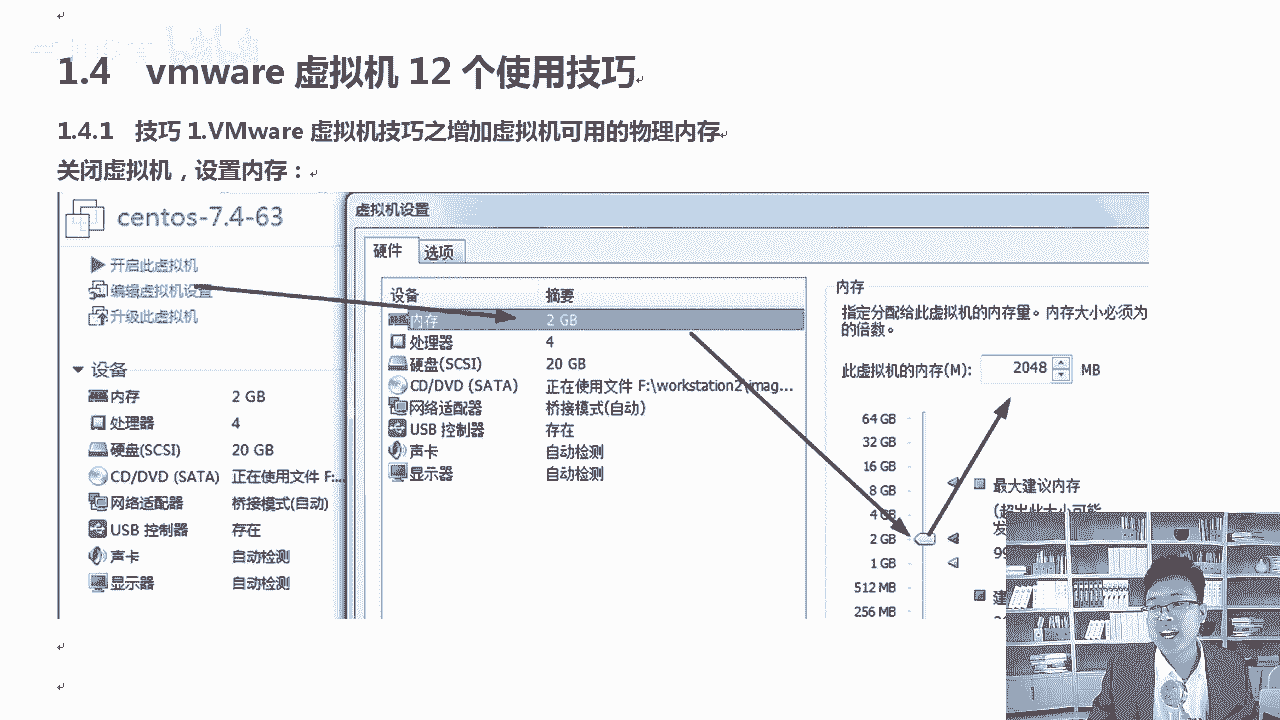 1.4 vmware 虚拟机 12 个使用技巧
1.4.1 技巧 1.VMware 虚拟机技巧之增加虚拟机可用的物理内存
关闭虚拟机，设置内存：
centos-7.4-63
开启此虚拟机
编辑虚拟机设置
升级此虚拟机
设备
内存 2 GB
处理器 4
硬盘(SCSI) 20 GB
CD/DVD (SATA) 正在使用文件 F:...
网络适配器 桥接模式(自动)
USB 控制器 存在
声卡 自动检测
显示器 自动检测
虚拟机设置
硬件 选项
设备 摘要
内存 2 GB
处理器 4
硬盘(SCSI) 20 GB
CD/DVD (SATA) 正在使用文件 F:\workstation2\imag...
网络适配器 桥接模式(自动)
USB 控制器 存在
声卡 自动检测
显示器 自动检测
内存
指定分配给此虚拟机的内存量。内存大小必须为
的倍数。
此虚拟机的内存(M): 2048 MB
64 GB
32 GB
16 GB
8 GB
4 GB
2 GB
1 GB
512 MB
256 MB
最大建议内存
(超出此大小可能